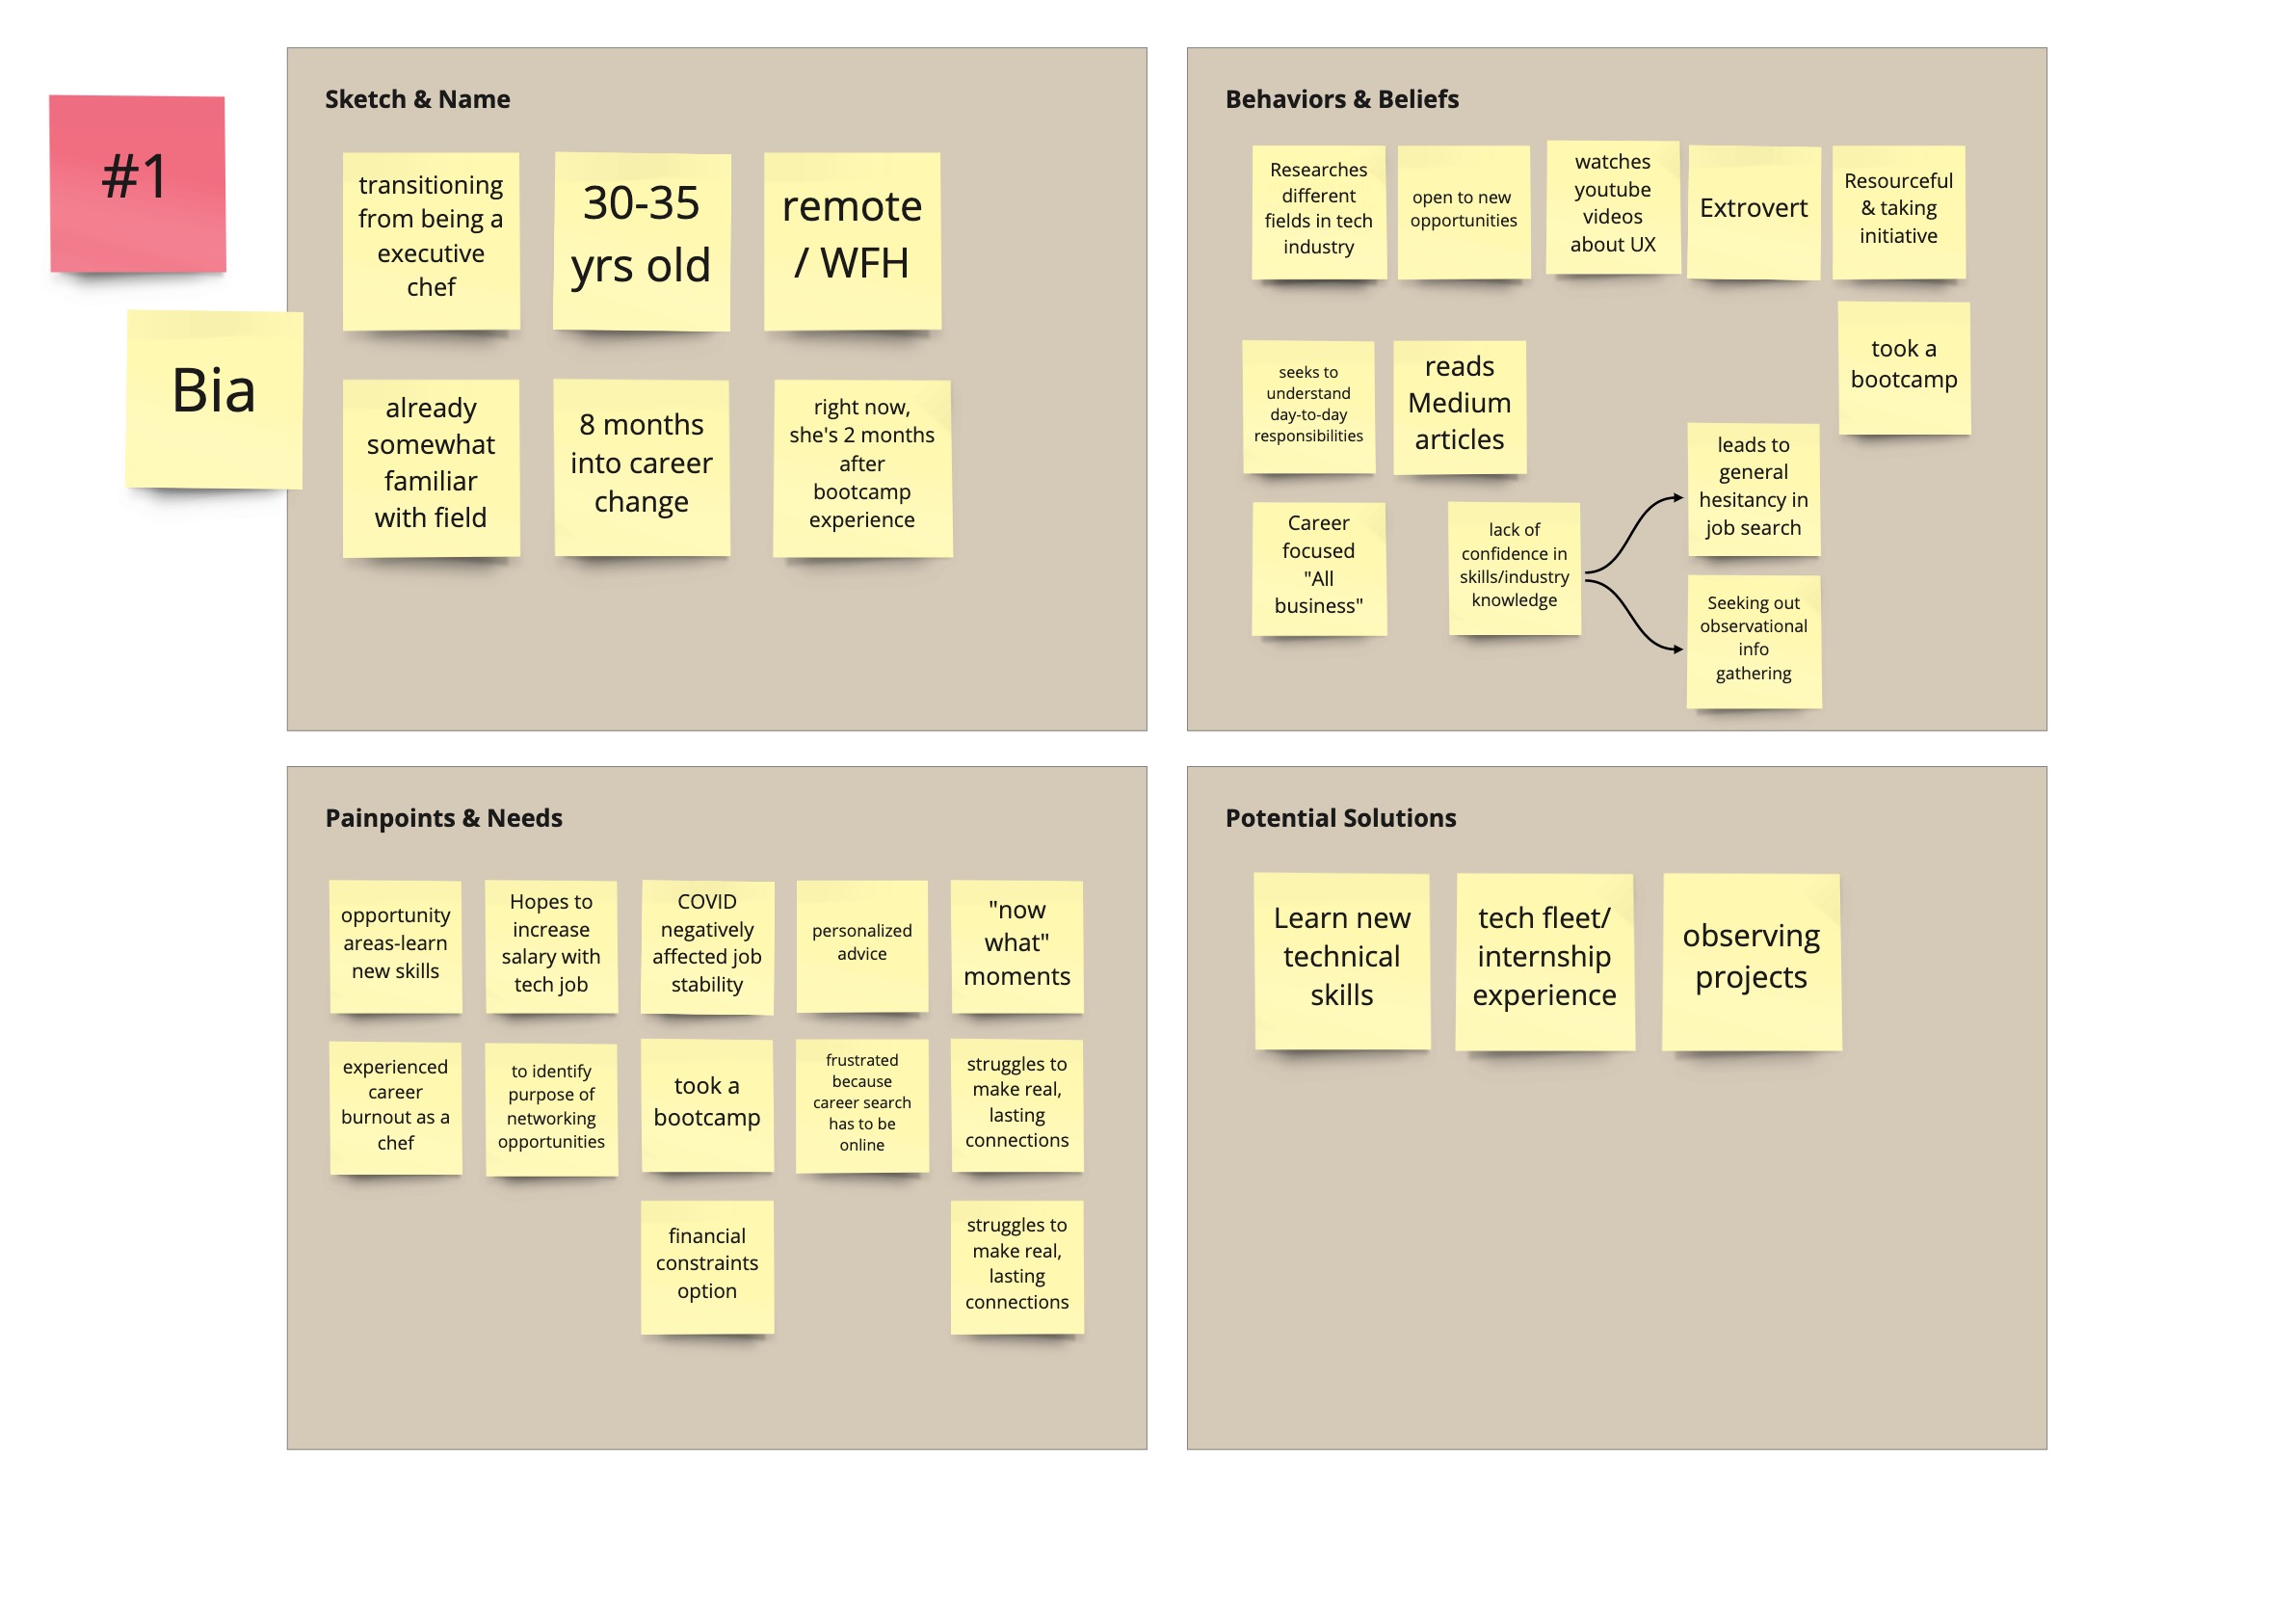 #1
Bia
Sketch & Name
transitioning
from being a
executive
chef
30-35
yrs old
remote
/ WFH
already
somewhat
familiar
with field
8 months
into career
change
right now,
she's 2 months
after
bootcamp
experience
Behaviors & Beliefs
Researches
different
fields in tech
industry
open to new
opportunities
watches
youtube
videos
about UX
Extrovert
Resourceful
& taking
initiative
took a
bootcamp
seeks to
understand
day-to-day
responsibilities
reads
Medium
articles
Career
focused
"All
business"
lack of
confidence in
skills/industry
knowledge
leads to
general
hesitancy in
job search
Seeking out
observational
info
gathering
Painpoints & Needs
opportunity
areas-learn
new skills
Hopes to
increase
salary with
tech job
COVID
negatively
affected job
stability
personalized
advice
"now
what"
moments
experienced
career
burnout as a
chef
to identify
purpose of
networking
opportunities
took a
bootcamp
frustrated
because
career search
has to be
online
struggles to
make real,
lasting
connections
financial
constraints
option
struggles to
make real,
lasting
connections
Potential Solutions
Learn new
technical
skills
tech fleet/
internship
experience
observing
projects